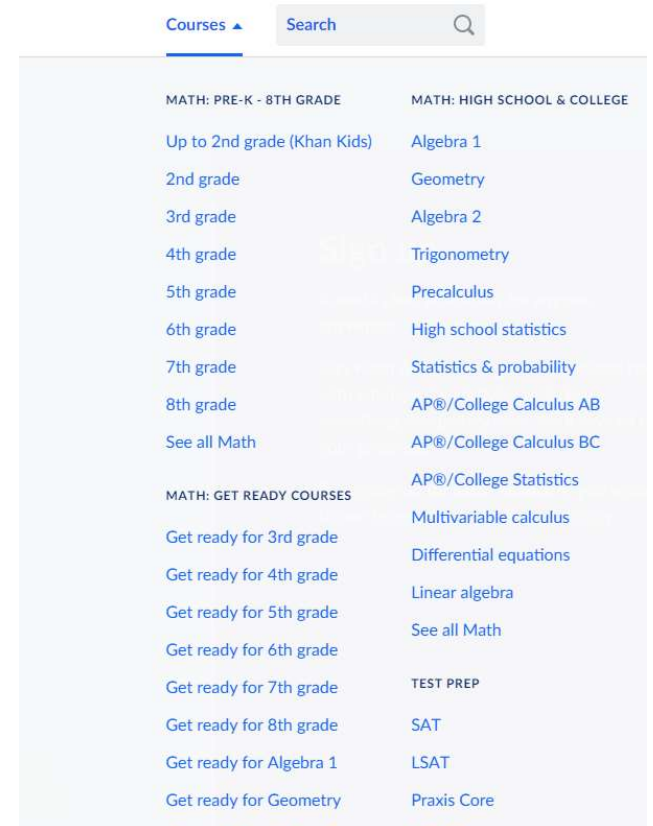 Courses
Search
MATH: PRE-K - 8TH GRADE
Up to 2nd grade (Khan Kids)
2nd grade
3rd grade
4th grade
5th grade
6th grade
7th grade
8th grade
See all Math
MATH: GET READY COURSES
Get ready for 3rd grade
Get ready for 4th grade
Get ready for 5th grade
Get ready for 6th grade
Get ready for 7th grade
Get ready for 8th grade
Get ready for Algebra 1
Get ready for Geometry
MATH: HIGH SCHOOL & COLLEGE
Algebra 1
Geometry
Algebra 2
Trigonometry
Precalculus
High school statistics
Statistics & probability
AP®/College Calculus AB
AP®/College Calculus BC
AP®/College Statistics
Multivariable calculus
Differential equations
Linear algebra
See all Math
TEST PREP
SAT
LSAT
Praxis Core